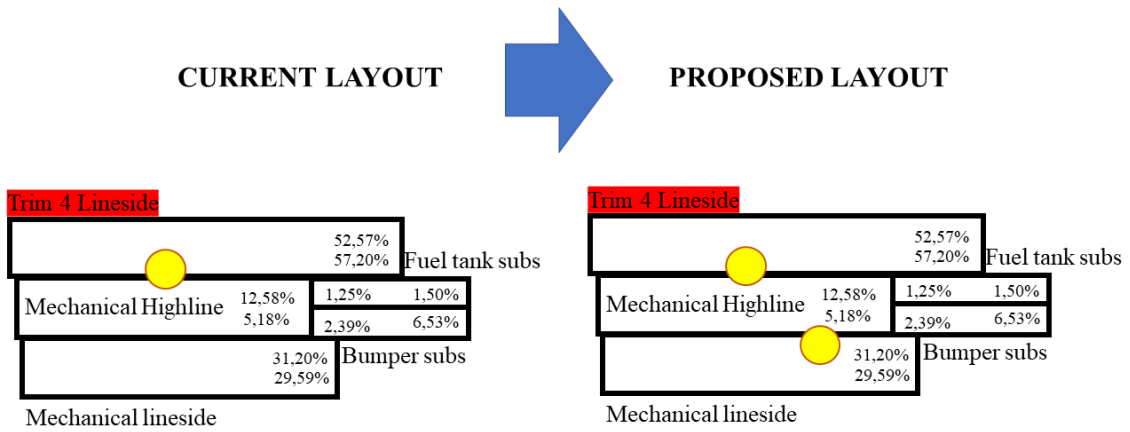 CURRENT LAYOUT
PROPOSED LAYOUT
Trim 4 Lineside
52,57%
57,20%
Fuel tank subs
Mechanical Highline
12,58%
5,18%
1,25% 1,50%
2,39% 6,53%
Bumper subs
31,20%
29,59%
Mechanical lineside
Trim 4 Lineside
52,57%
57,20%
Fuel tank subs
Mechanical Highline
12,58%
5,18%
1,25% 1,50%
2,39% 6,53%
Bumper subs
31,20%
29,59%
Mechanical lineside